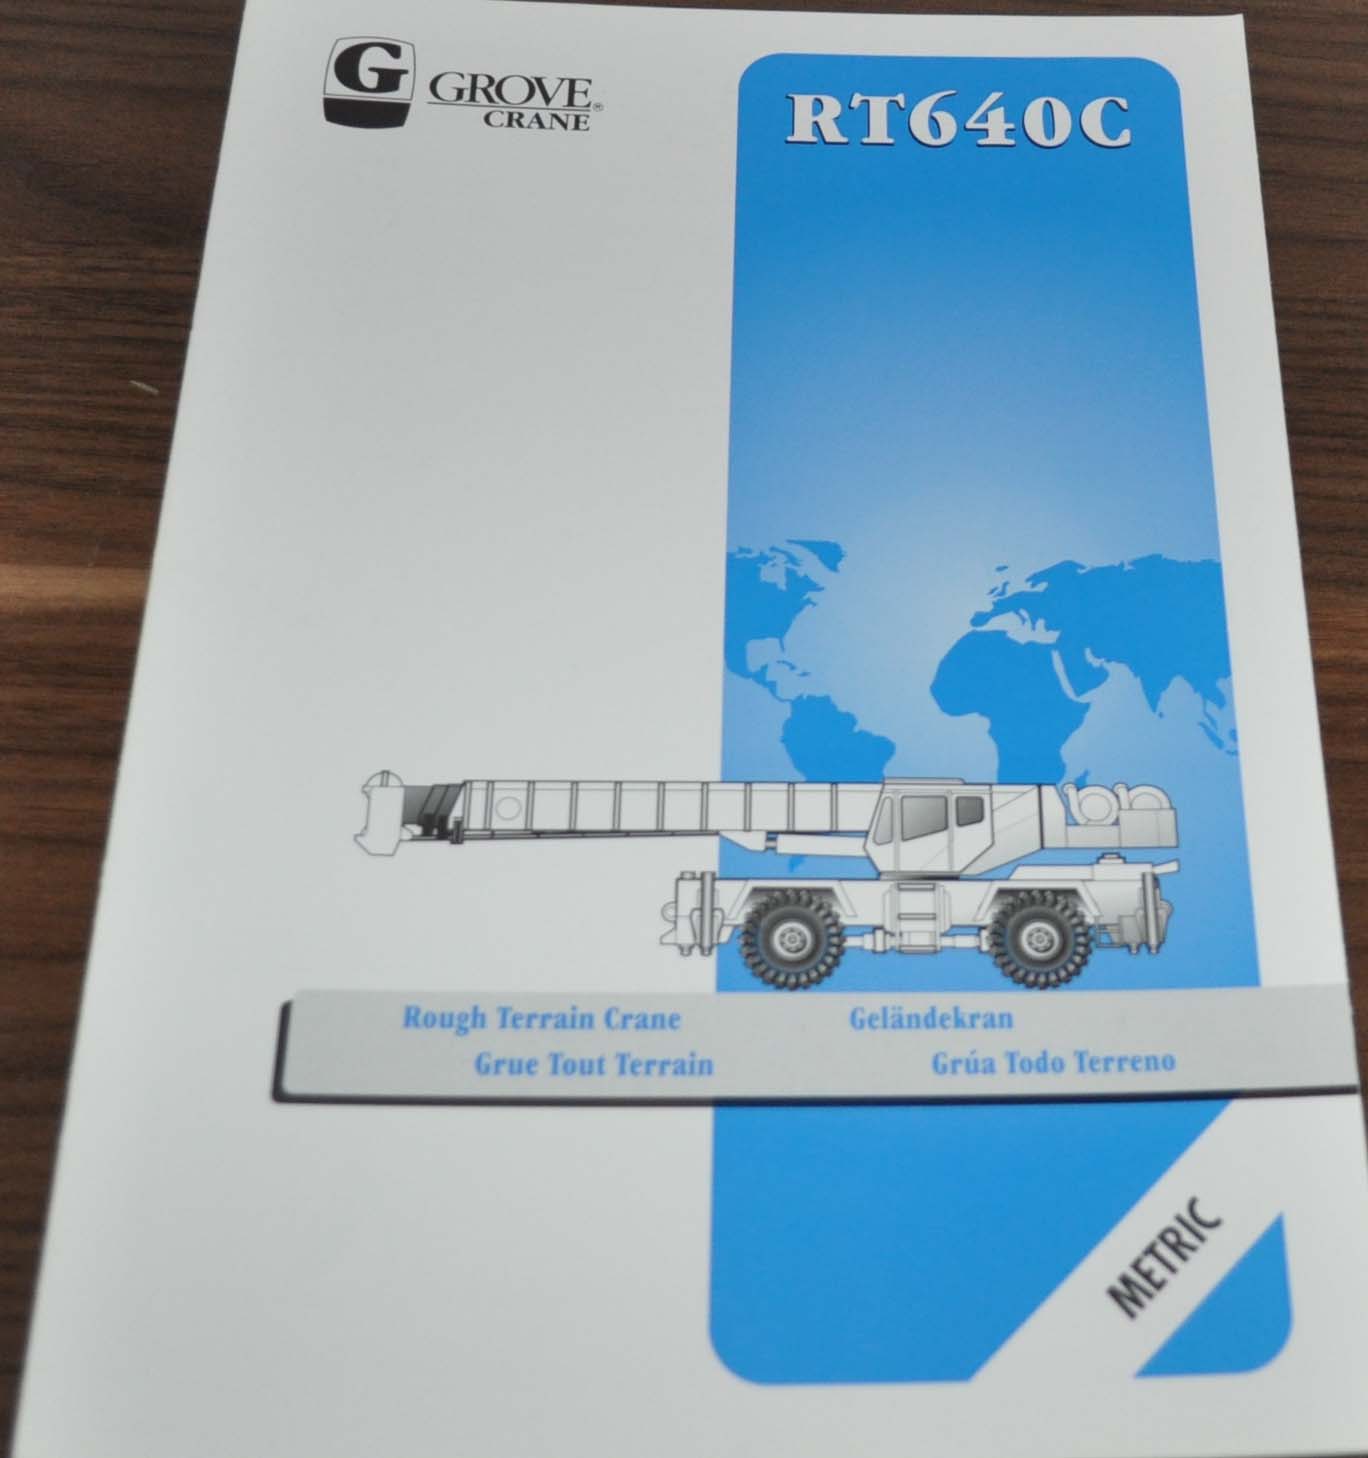 G
GROVE®
CRANE
RT640C
Rough Terrain Crane
Geländekran
Grue Tout Terrain
Grúa Todo Terreno
METRIC